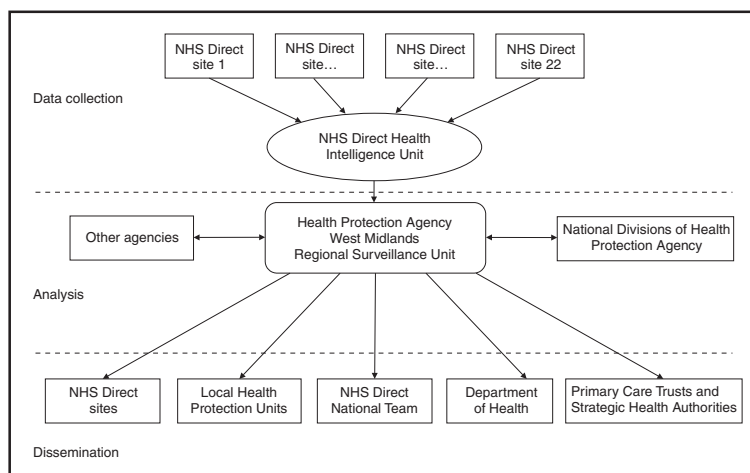 NHS Direct
site 1
NHS Direct
site...
NHS Direct
site...
NHS Direct
site 22
Data collection
NHS Direct Health
Intelligence Unit
Other agencies
Health Protection Agency
West Midlands
Regional Surveillance Unit
National Divisions of Health
Protection Agency
Analysis
NHS Direct
sites
Local Health
Protection Units
NHS Direct
National Team
Department
of Health
Primary Care Trusts and
Strategic Health Authorities
Dissemination